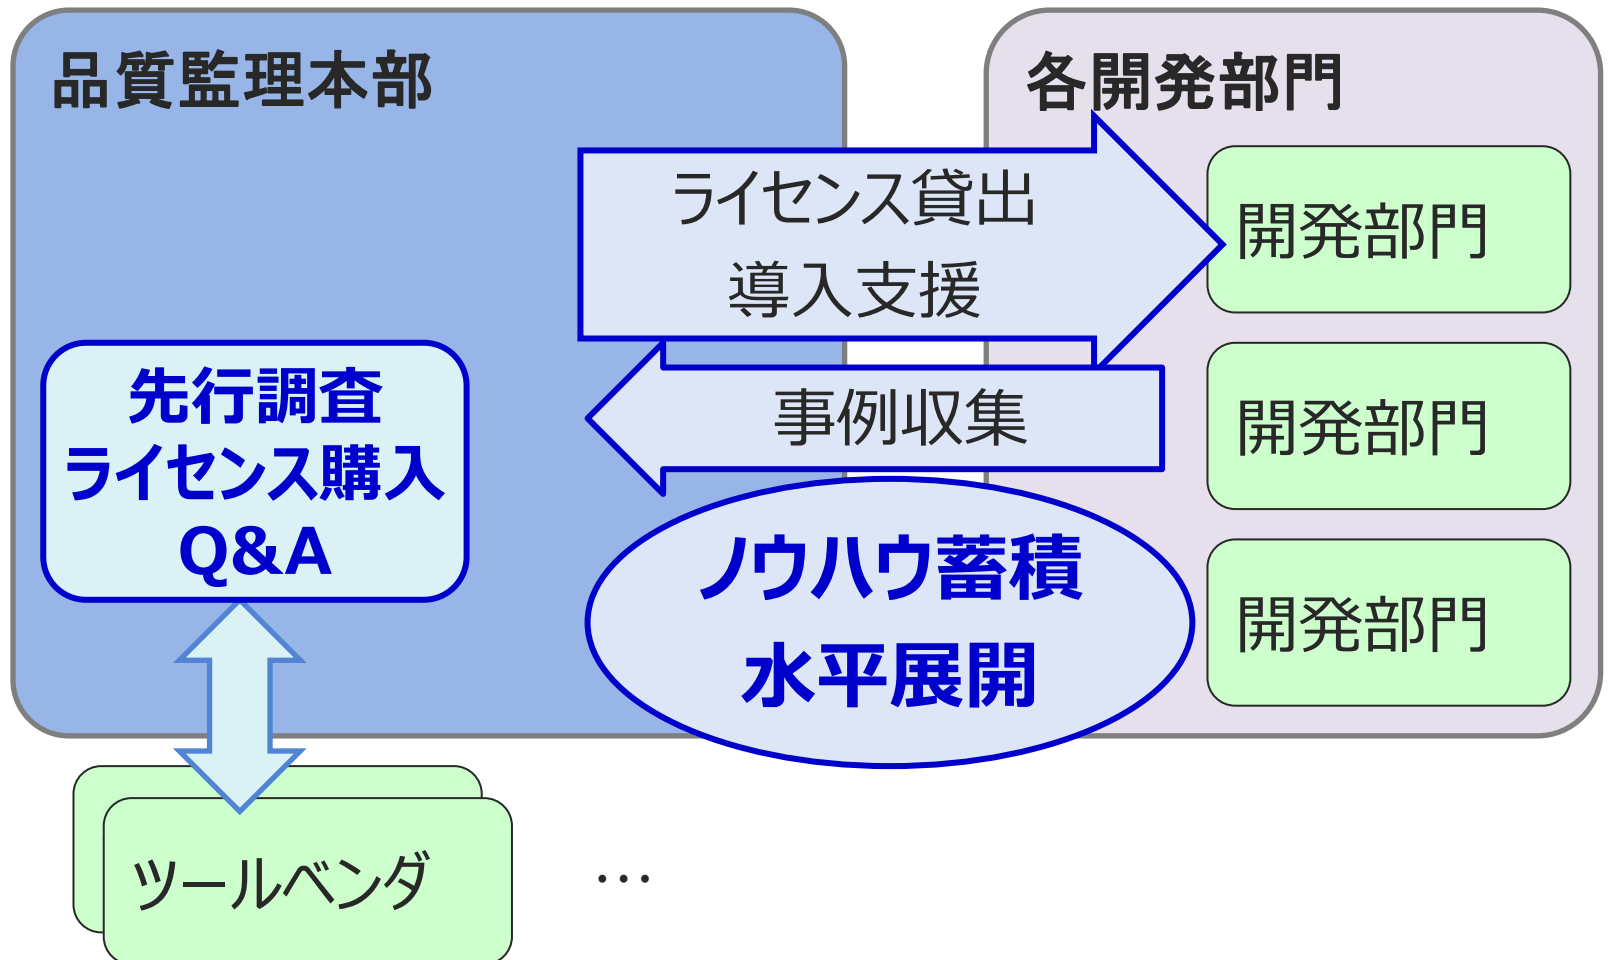 品質監理本部
各開発部門
ライセンス貸出
導入支援
開発部門
事例収集
開発部門
先行調査
ライセンス購入
Q&A
ノウハウ蓄積
水平展開
開発部門
ツールベンダ
…